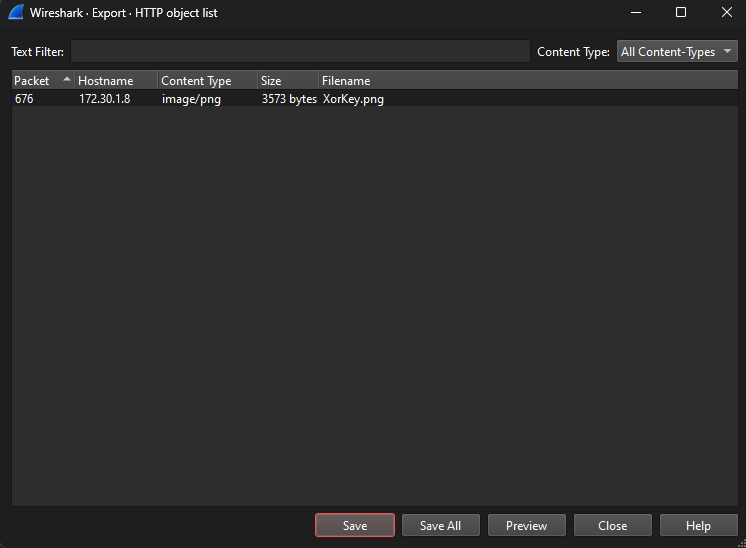 Wireshark · Export · HTTP object list
Text Filter: Content Type: All Content-Types
Packet Hostname Content Type Size Filename
676 172.30.1.8 image/png 3573 bytes XorKey.png
Save Save All Preview Close Help